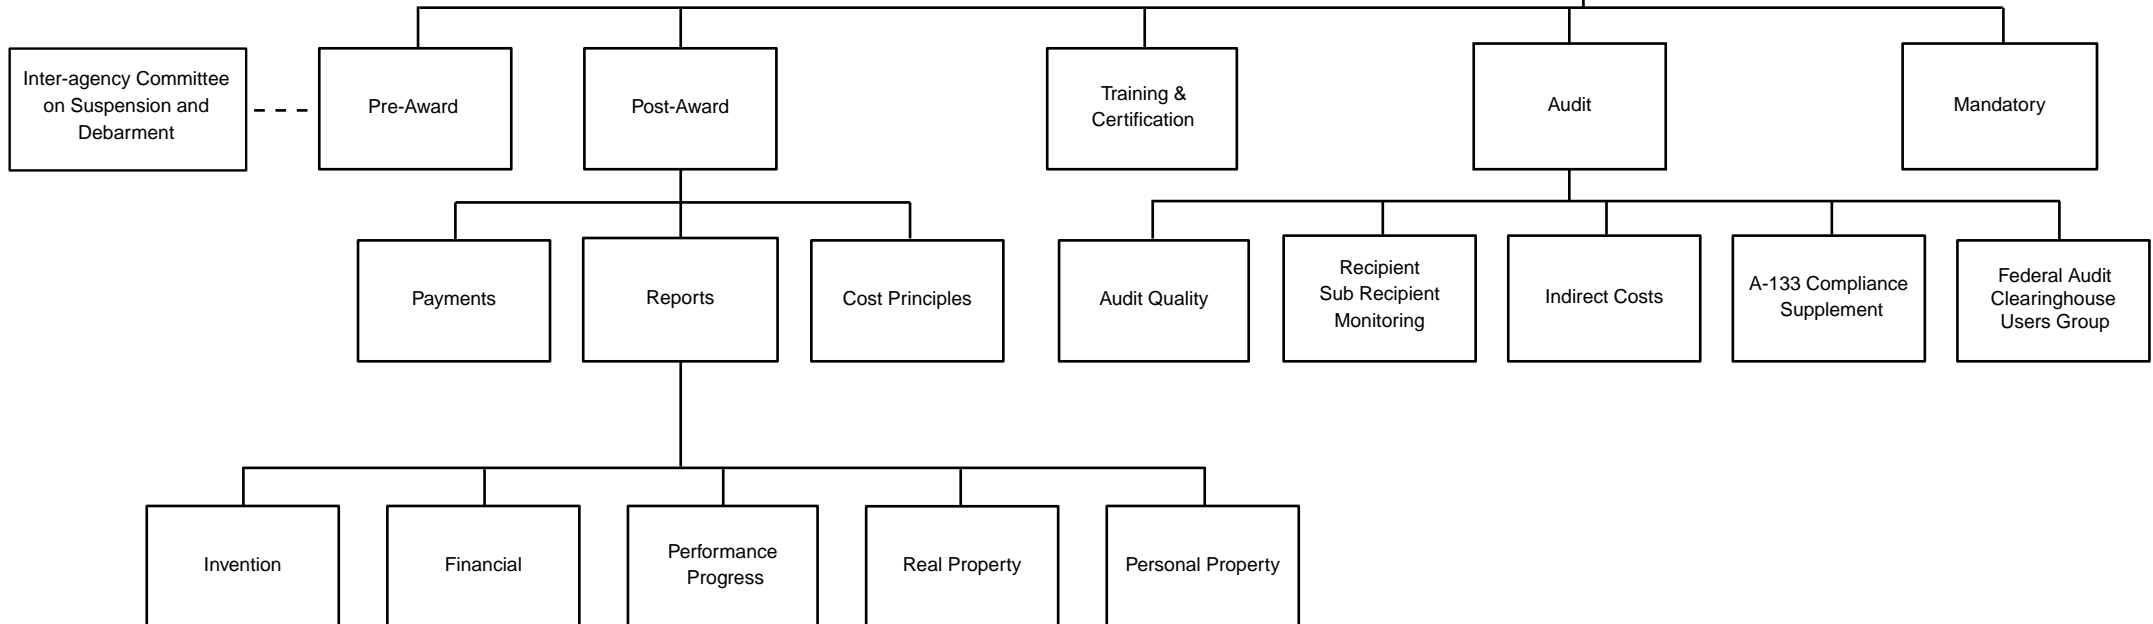 Inter-agency Committee
on Suspension and
Debarment
Pre-Award
Post-Award
Training &
Certification
Audit
Mandatory
Payments
Reports
Cost Principles
Audit Quality
Recipient
Sub Recipient
Monitoring
Indirect Costs
A-133 Compliance
Supplement
Federal Audit
Clearinghouse
Users Group
Invention
Financial
Performance
Progress
Real Property
Personal Property